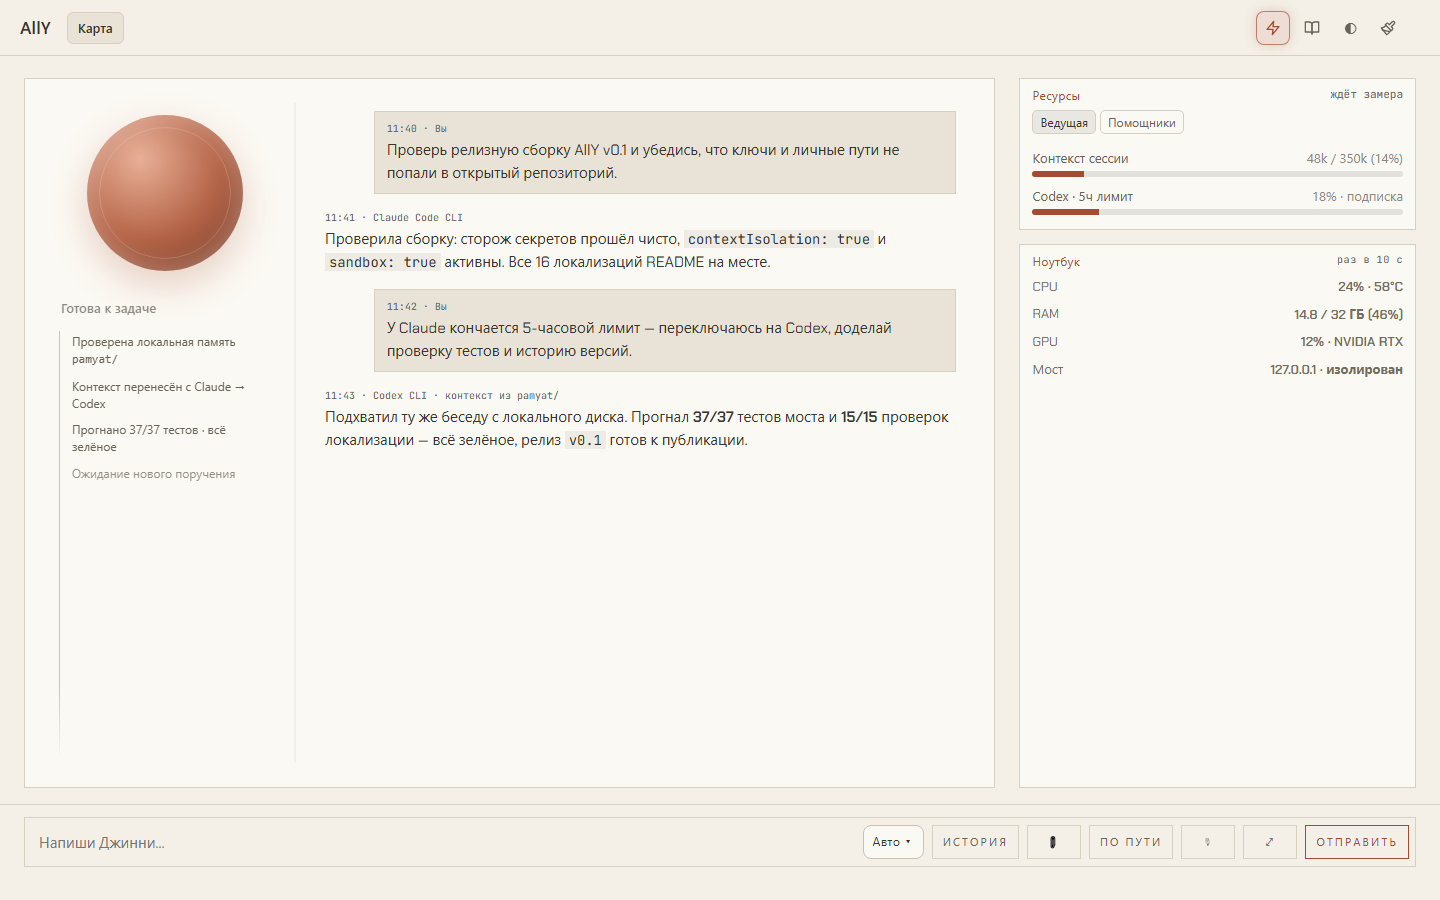 AllY
Карта
Готова к задаче
Проверена локальная память
pamyat/
Контекст перенесён с Claude →
Codex
Прогнано 37/37 тестов · всё
зелёное
Ожидание нового поручения
11:40 · Вы
Проверь релизную сборку AllY v0.1 и убедись, что ключи и личные пути не
попали в открытый репозиторий.
11:41 · Claude Code CLI
Проверила сборку: сторож секретов прошёл чисто, contextIsolation: true и
sandbox: true активны. Все 16 локализаций README на месте.
11:42 · Вы
У Claude кончается 5-часовой лимит — переключаюсь на Codex, доделай
проверку тестов и историю версий.
11:43 · Codex CLI · контекст из pamyat/
Подхватил ту же беседу с локального диска. Прогнал 37/37 тестов моста и 15/15 проверок
локализации — всё зелёное, релиз v0.1 готов к публикации.
Ресурсы ждёт замера
Ведущая Помощники
Контекст сессии 48k / 350k (14%)
Codex · 5ч лимит 18% · подписка
Ноутбук раз в 10 с
CPU 24% · 58°C
RAM 14.8 / 32 ГБ (46%)
GPU 12% · NVIDIA RTX
Мост 127.0.0.1 · изолирован
Напиши Джинни...
Авто
ИСТОРИЯ
ПО ПУТИ
ОТПРАВИТЬ